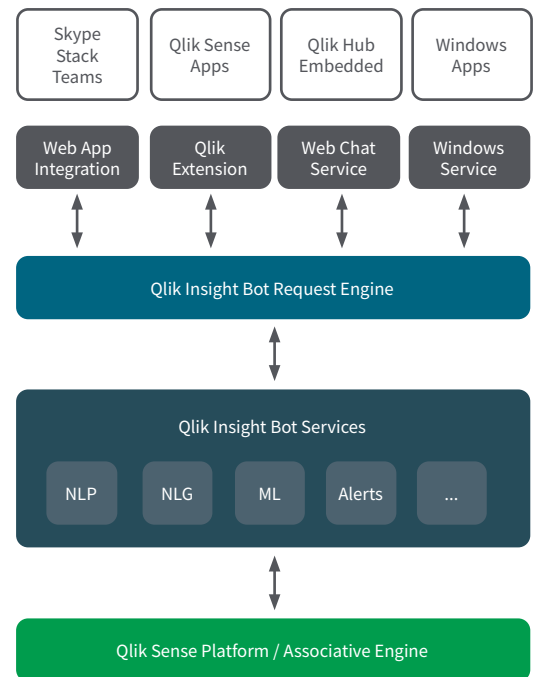 Skype
Stack
Teams
Qlik Sense
Apps
Qlik Hub
Embedded
Windows
Apps
Web App
Integration
Qlik
Extension
Web Chat
Service
Windows
Service
Qlik Insight Bot Request Engine
Qlik Insight Bot Services
NLP
NLG
ML
Alerts
...
Qlik Sense Platform / Associative Engine